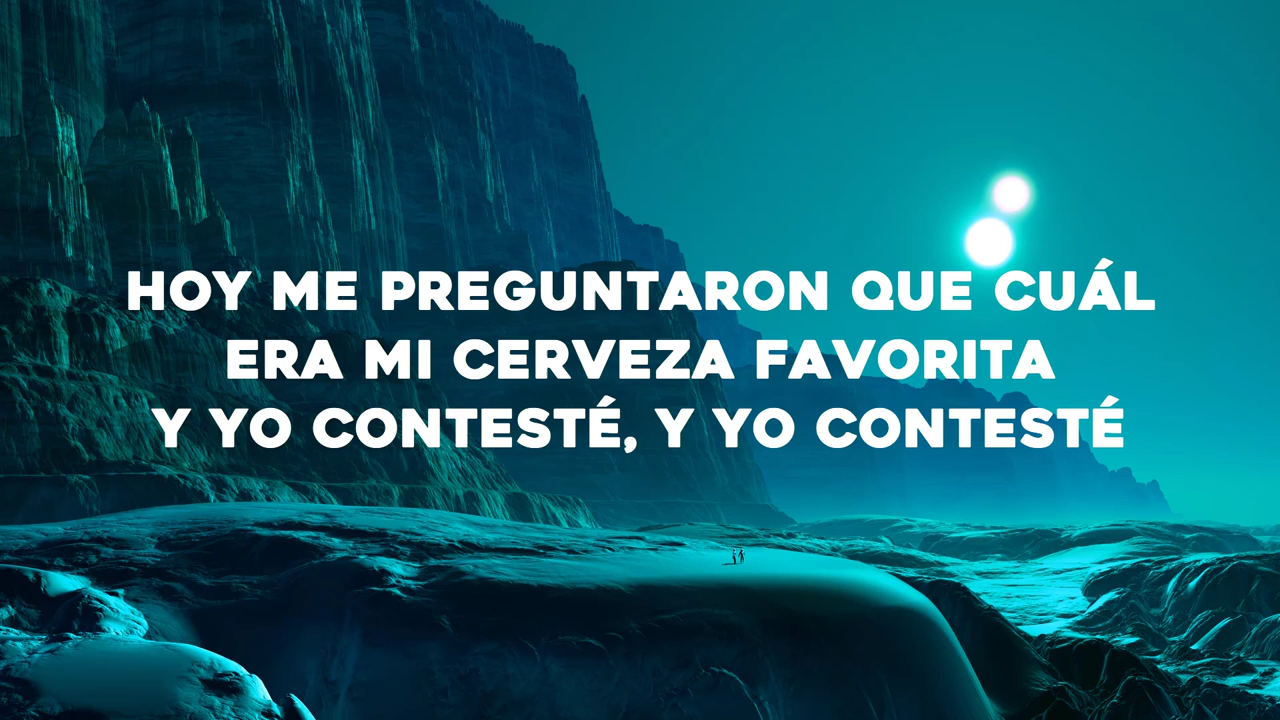 HOY ME PREGUNTARON QUE CUÁL
ERA MI CERVEZA FAVORITA
Y YO CONTESTÉ, Y YO CONTESTÉ